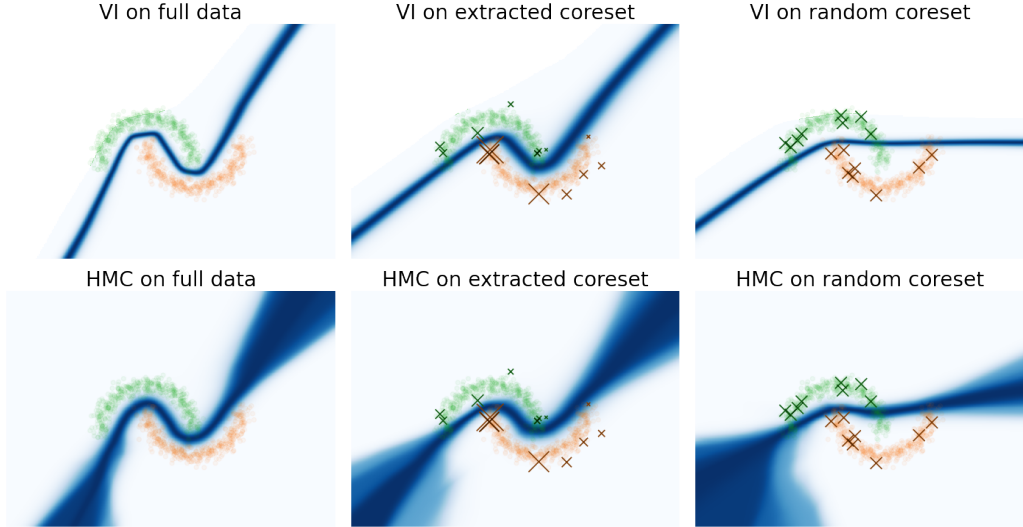 VI on full data
VI on extracted coreset
VI on random coreset
HMC on full data
HMC on extracted coreset
HMC on random coreset